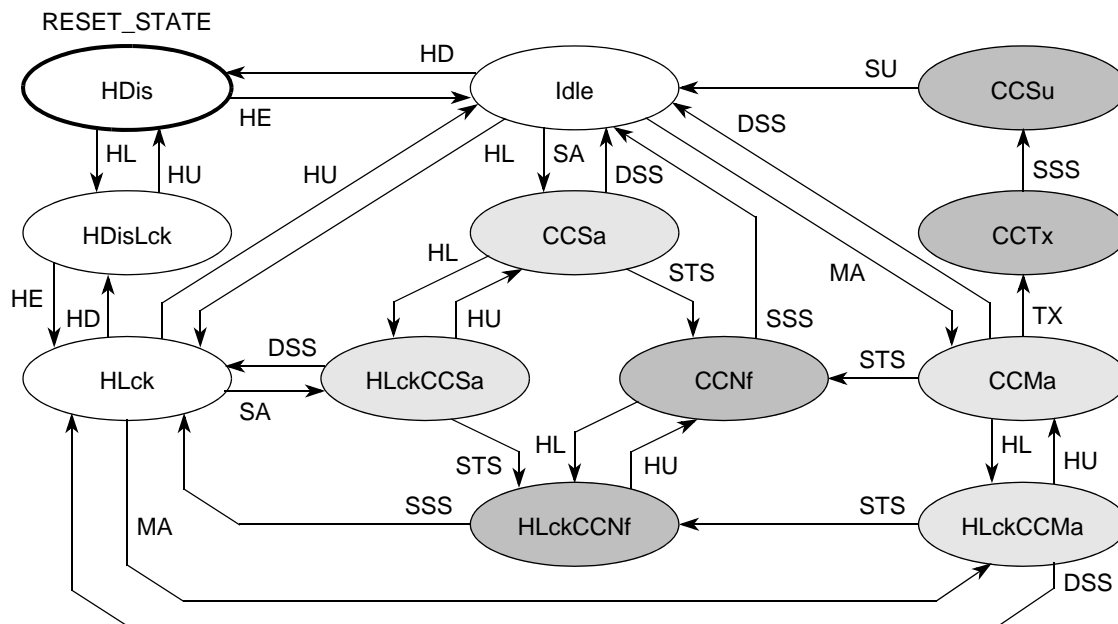 RESET_STATE
HD
SU
HDis
Idle
CCSu
HE
DSS
HL
HU
HU
HL
SA
DSS
SSS
HDisLck
CCSa
CCTx
HL
STS
MA
HE
HD
HU
SSS
TX
DSS
STS
HLck
HLckCCSa
CCNf
CCMa
SA
HL
HL
STS
HU
HU
SSS
STS
MA
HLckCCNf
HLckCCMa
DSS